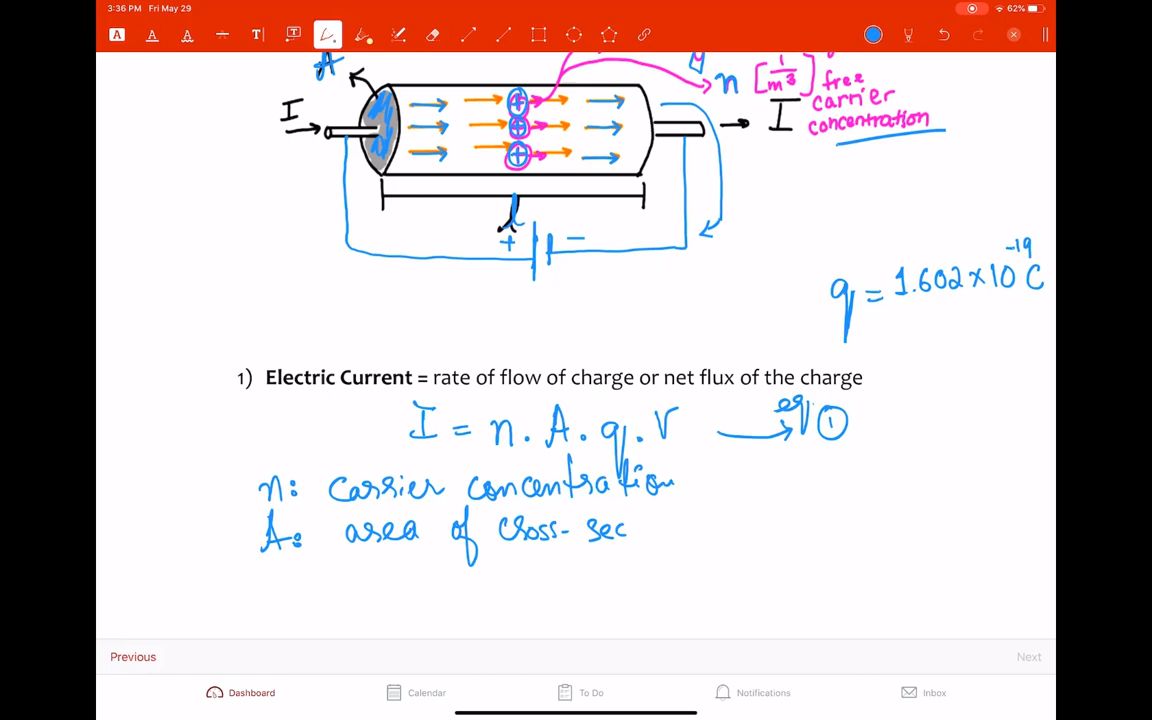 3:36 PM Fri May 29
62%
A
n [1/m³] free
carrier
concentration
I
I
l
+ −
q = 1.602×10⁻¹⁹ C
1) Electric Current = rate of flow of charge or net flux of the charge
I = n. A. q. V → eq ①
n: carrier concentration
A: area of cross-sec
Previous Next
Dashboard Calendar To Do Notifications Inbox